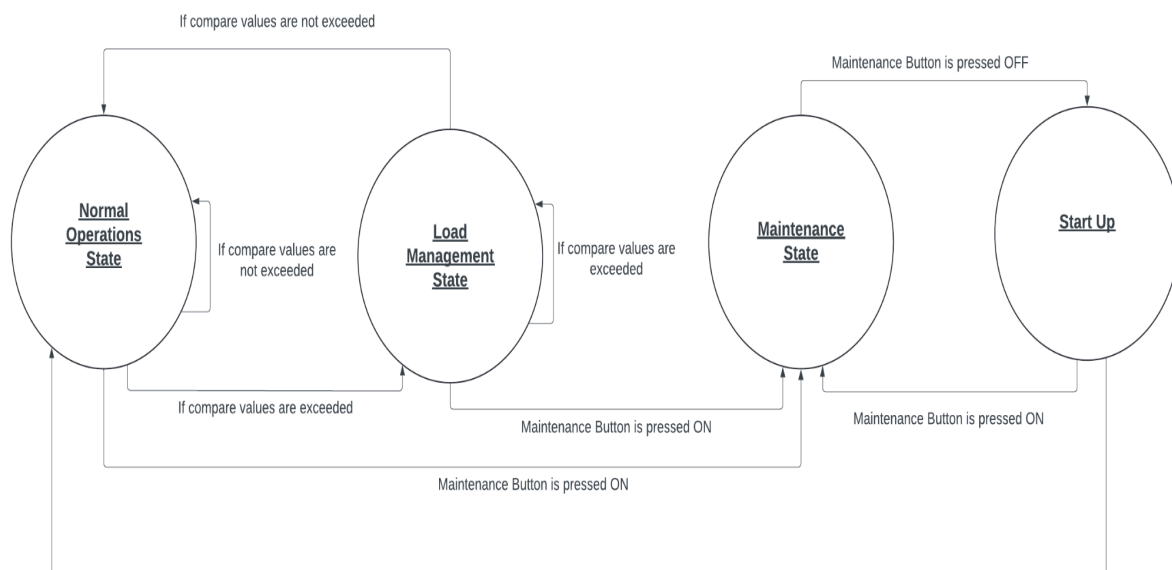 If compare values are not exceeded
Maintenance Button is pressed OFF
Normal
Operations
State
If compare values are
not exceeded
Load
Management
State
If compare values are
exceeded
Maintenance
State
Start Up
If compare values are exceeded
Maintenance Button is pressed ON
Maintenance Button is pressed ON
Maintenance Button is pressed ON